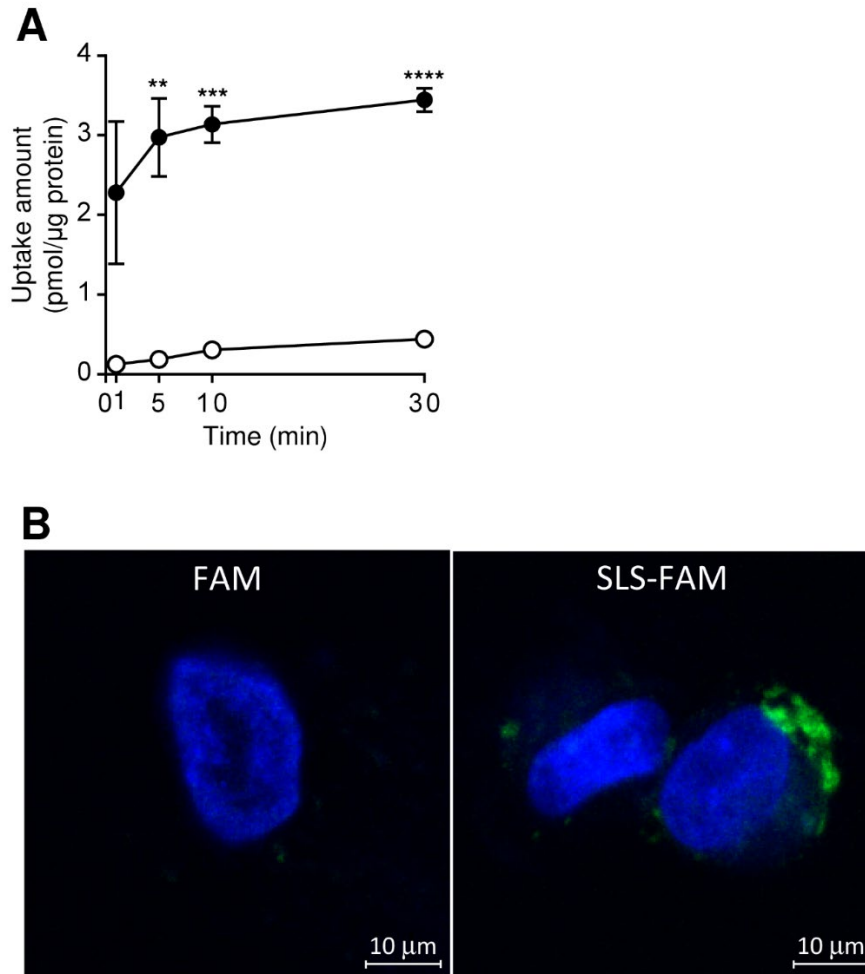 A
4
3
2
1
0
Uptake amount
(pmol/µg protein)
**
***
****
01 5 10 30
Time (min)
B
FAM
SLS-FAM
10 µm
10 µm